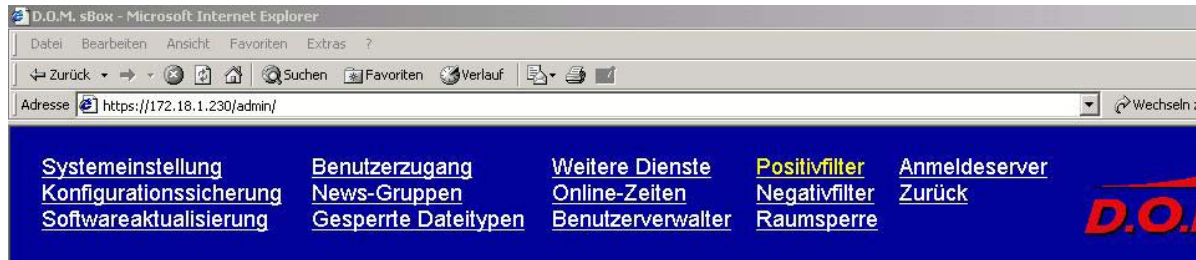 D.O.M. sBox - Microsoft Internet Explorer
Datei Bearbeiten Ansicht Favoriten Extras ?
Zurück Suchen Favoriten Verlauf
Adresse https://172.18.1.230/admin/ Wechseln
Systemeinstellung Benutzerzugang Weitere Dienste Positivfilter Anmeldeserver
Konfigurationssicherung News-Gruppen Online-Zeiten Negativfilter Zurück
Softwareaktualisierung Gesperrte Dateitypen Benutzerverwalter Raumsperre
D.O.